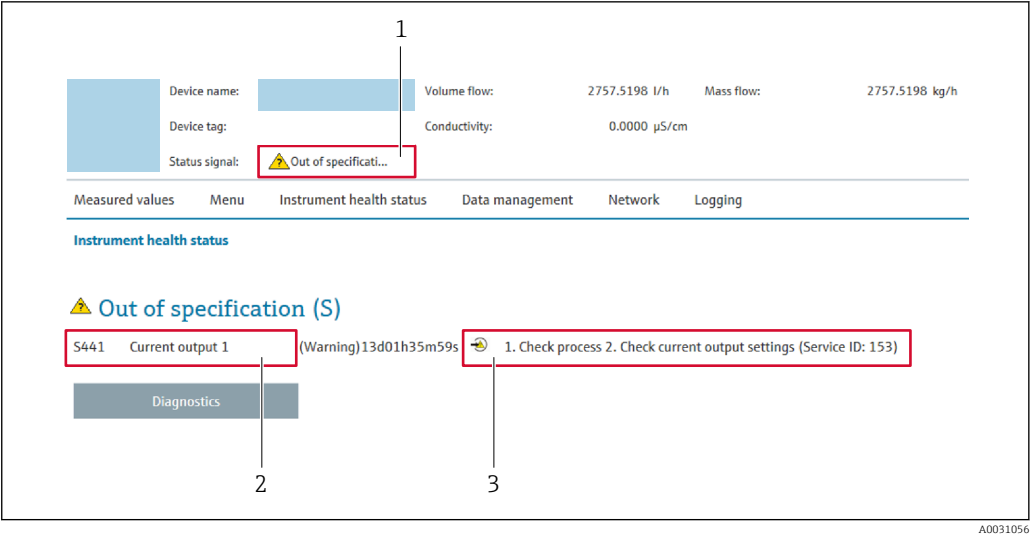 1
Device name: Volume flow: 2757.5198 l/h Mass flow: 2757.5198 kg/h
Device tag: Conductivity: 0.0000 µS/cm
Status signal: Out of specificati...
Measured values Menu Instrument health status Data management Network Logging
Instrument health status
Out of specification (S)
S441 Current output 1 (Warning)13d01h35m59s 1. Check process 2. Check current output settings (Service ID: 153)
Diagnostics
2 3
A0031056